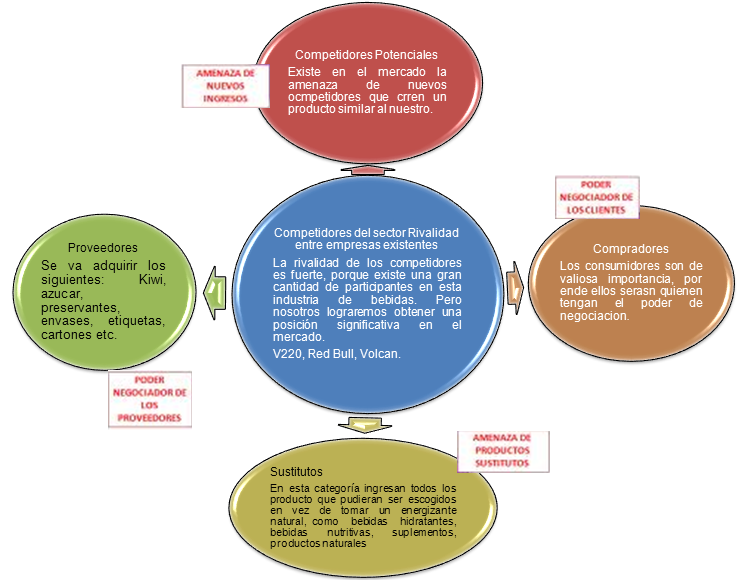 Competidores Potenciales
Existe en el mercado la
amenaza de nuevos
ocmpetidores que crren un
producto similar al nuestro.
AMENAZA DE
NUEVOS
INGRESOS
PODER
NEGOCIADOR DE
LOS CLIENTES
Competidores del sector Rivalidad
entre empresas existentes
La rivalidad de los competidores
es fuerte, porque existe una gran
cantidad de participantes en esta
industria de bebidas. Pero
nosotros lograremos obtener una
posición significativa en el
mercado.
V220, Red Bull, Volcan.
Proveedores
Se va adquirir los
siguientes: Kiwi,
azucar,
preservantes,
envases, etiquetas,
cartones etc.
Compradores
Los consumidores son de
valiosa importancia, por
ende ellos serasn quienen
tengan el poder de
negociacion.
PODER
NEGOCIADOR DE
LOS
PROVEEDORES
AMENAZA DE
PRODUCTOS
SUSTITUTOS
Sustitutos
En esta categoría ingresan todos los
producto que pudieran ser escogidos
en vez de tomar un energizante
natural, como bebidas hidratantes,
bebidas nutritivas, suplementos,
productos naturales